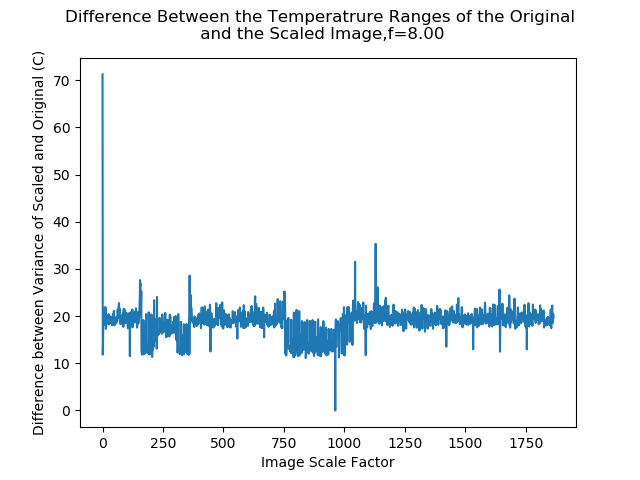 Difference Between the Temperatrure Ranges of the Original
and the Scaled Image,f=8.00
Difference between Variance of Scaled and Original (C)
70
60
50
40
30
20
10
0
0 250 500 750 1000 1250 1500 1750
Image Scale Factor